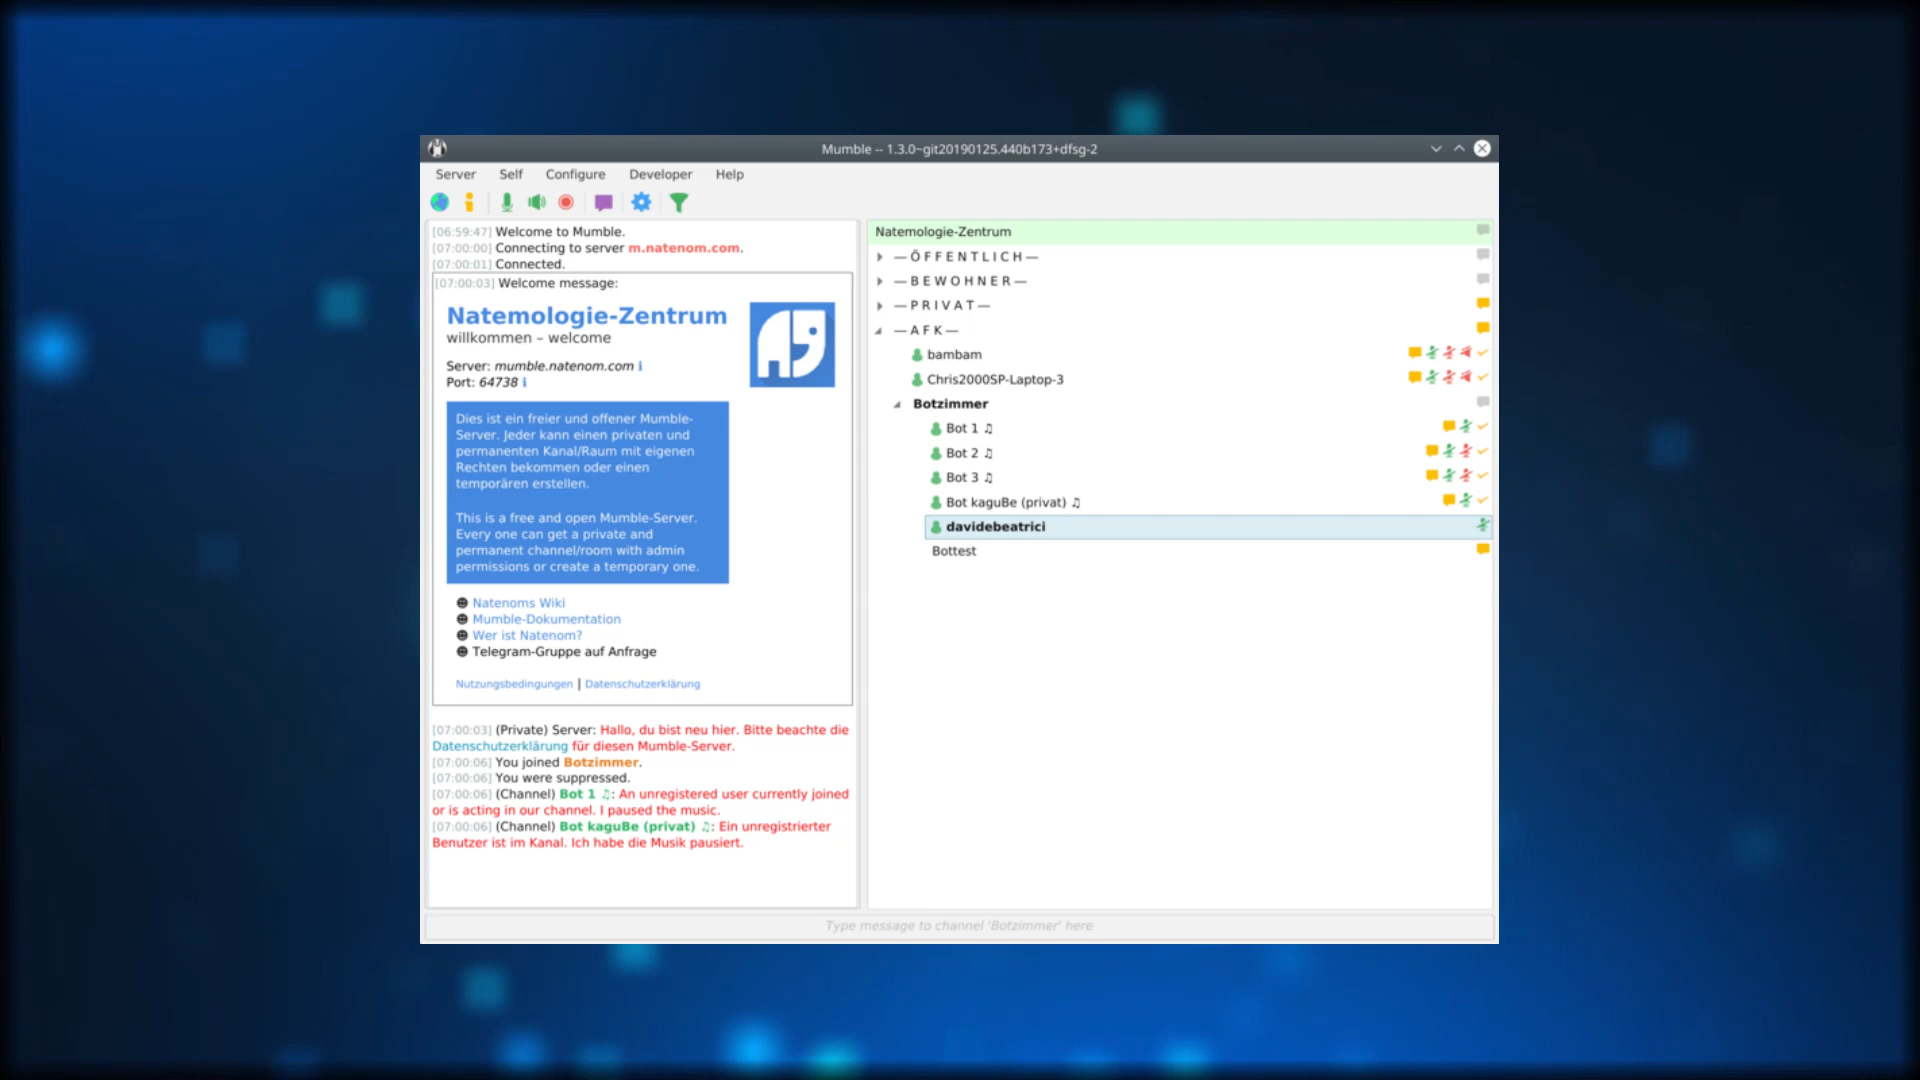 Mumble -- 1.3.0~git20190125.440b173+dfsg-2
Server Self Configure Developer Help
[06:59:47] Welcome to Mumble.
[07:00:00] Connecting to server m.natenom.com.
[07:00:01] Connected.
[07:00:03] Welcome message:
Natemologie-Zentrum
willkommen – welcome
Server: mumble.natenom.com ℹ
Port: 64738 ℹ
Dies ist ein freier und offener Mumble-
Server. Jeder kann einen privaten und
permanenten Kanal/Raum mit eigenen
Rechten bekommen oder einen
temporären erstellen.
This is a free and open Mumble-Server.
Every one can get a private and
permanent channel/room with admin
permissions or create a temporary one.
Natenoms Wiki
Mumble-Dokumentation
Wer ist Natenom?
Telegram-Gruppe auf Anfrage
Nutzungsbedingungen | Datenschutzerklärung
[07:00:03] (Private) Server: Hallo, du bist neu hier. Bitte beachte die
Datenschutzerklärung für diesen Mumble-Server.
[07:00:06] You joined Botzimmer.
[07:00:06] You were suppressed.
[07:00:06] (Channel) Bot 1 ♫: An unregistered user currently joined
or is acting in our channel. I paused the music.
[07:00:06] (Channel) Bot kaguBe (privat) ♫: Ein unregistrierter
Benutzer ist im Kanal. Ich habe die Musik pausiert.
Natemologie-Zentrum
— Ö F F E N T L I C H —
— B E W O H N E R —
— P R I V A T —
— A F K —
bambam
Chris2000SP-Laptop-3
Botzimmer
Bot 1 ♫
Bot 2 ♫
Bot 3 ♫
Bot kaguBe (privat) ♫
davidebeatrici
Bottest
Type message to channel 'Botzimmer' here